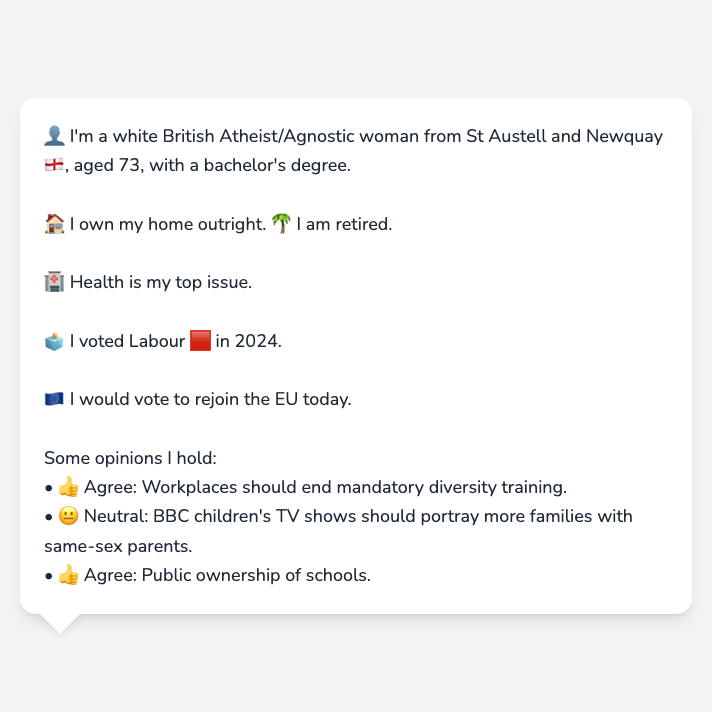 👤 I'm a white British Atheist/Agnostic woman from St Austell and Newquay
🏴󠁧󠁢󠁥󠁮󠁧󠁿, aged 73, with a bachelor's degree.
🏠 I own my home outright. 🌴 I am retired.
🏥 Health is my top issue.
🗳️ I voted Labour 🟥 in 2024.
🇪🇺 I would vote to rejoin the EU today.
Some opinions I hold:
• 👍 Agree: Workplaces should end mandatory diversity training.
• 😐 Neutral: BBC children's TV shows should portray more families with
same-sex parents.
• 👍 Agree: Public ownership of schools.